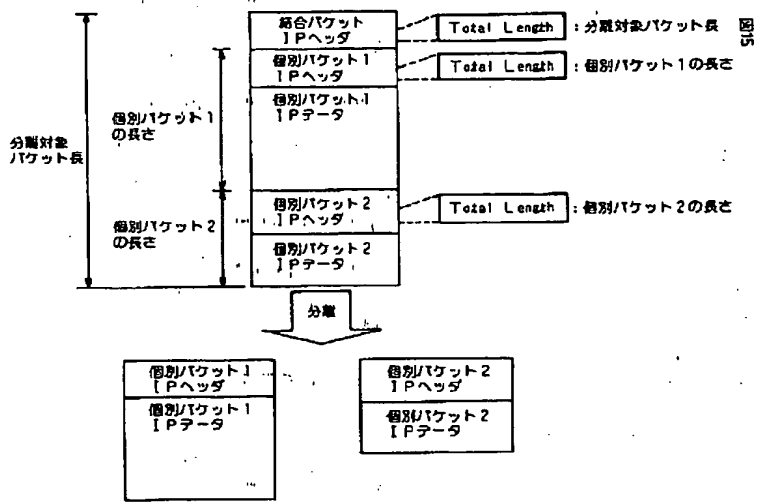 図15
結合パケット
IPヘッダ
Total Length
:分離対象パケット長
個別パケット1
IPヘッダ
Total Length
:個別パケット1の長さ
個別パケット1
IPデータ
個別パケット1
の長さ
分離対象
パケット長
個別パケット2
IPヘッダ
Total Length
:個別パケット2の長さ
個別パケット2
の長さ
個別パケット2
IPデータ
分離
個別パケット1
IPヘッダ
個別パケット1
IPデータ
個別パケット2
IPヘッダ
個別パケット2
IPデータ